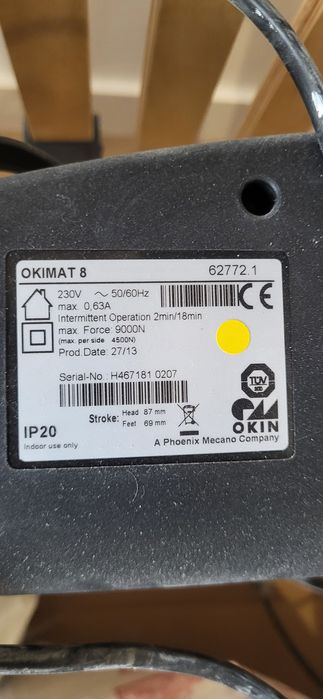 OKIMAT 8 62772.1
230V ~ 50/60Hz
max. 0,63A
CE
Intermittent Operation 2min/18min
max. Force: 9000N
(max. per side 4500N)
Prod.Date: 27/13
Serial-No.: H467181 0207
TÜV
Stroke: Head 87 mm
Feet 69 mm
OKIN
IP20
Indoor use only
A Phoenix Mecano Company